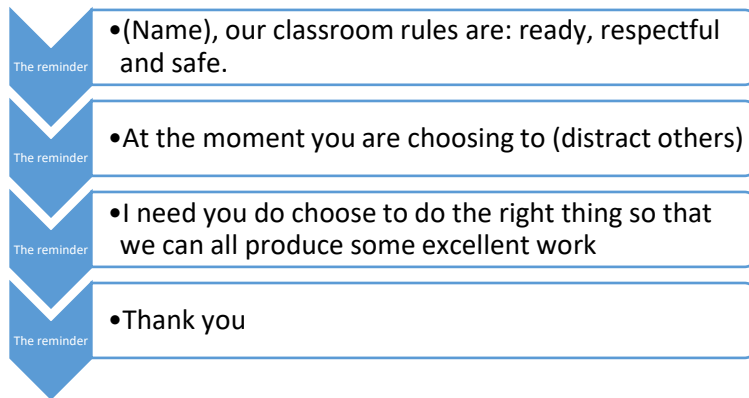 The reminder
•(Name), our classroom rules are: ready, respectful
and safe.
The reminder
•At the moment you are choosing to (distract others)
The reminder
•I need you do choose to do the right thing so that
we can all produce some excellent work
The reminder
•Thank you